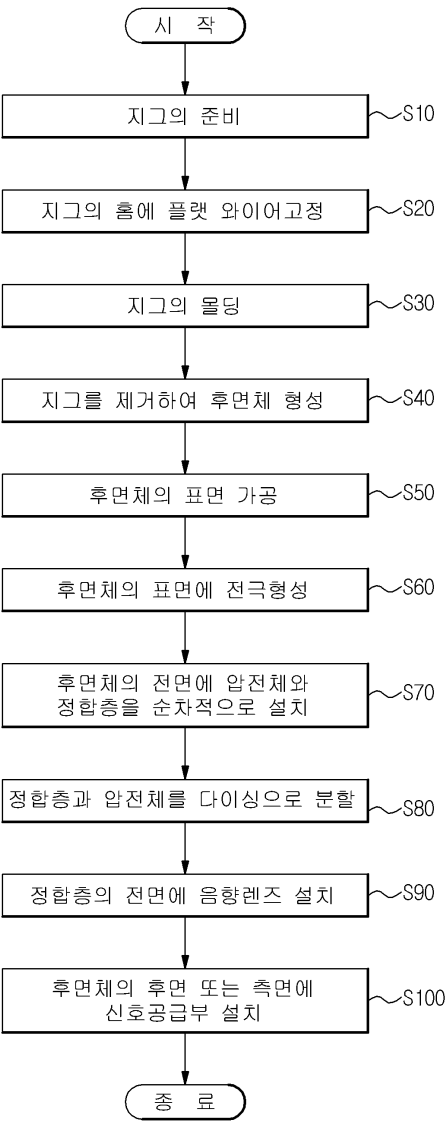 시 작
지그의 준비
S10
지그의 홈에 플랫 와이어고정
S20
지그의 몰딩
S30
지그를 제거하여 후면체 형성
S40
후면체의 표면 가공
S50
후면체의 표면에 전극형성
S60
후면체의 전면에 압전체와
정합층을 순차적으로 설치
S70
정합층과 압전체를 다이싱으로 분할
S80
정합층의 전면에 음향렌즈 설치
S90
후면체의 후면 또는 측면에
신호공급부 설치
S100
종 료